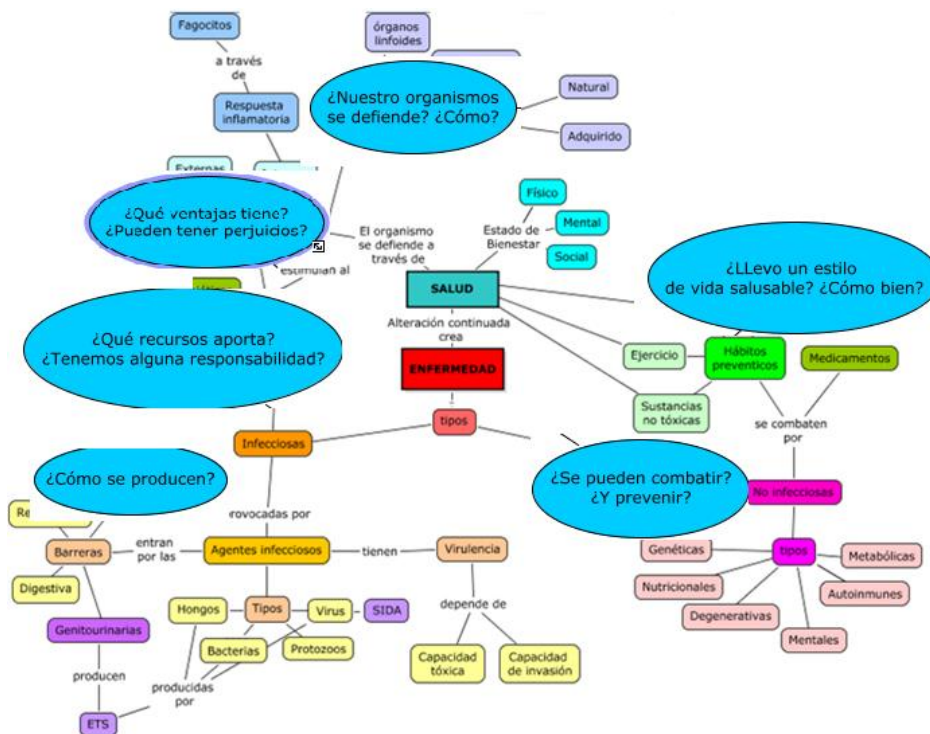 Fagocitos
órganos
linfoides
a través
de
Respuesta
inflamatoria
¿Nuestro organismos
se defiende? ¿Cómo?
Natural
Adquirido
Externas
¿Qué ventajas tiene?
¿Pueden tener perjuicios?
El organismo
se defiende a
través de
estimulan al
Estado de
Bienestar
Físico
Mental
Social
SALUD
¿LLevo un estilo
de vida salusable? ¿Cómo bien?
¿Qué recursos aporta?
¿Tenemos alguna responsabilidad?
Alteración continuada
crea
ENFERMEDAD
Ejercicio
Hábitos
preventicos
Medicamentos
Sustancias
no tóxicas
tipos
se combaten
por
Infecciosas
¿Cómo se producen?
¿Se pueden combatir?
¿Y prevenir?
No infecciosas
Re
rovocadas por
Barreras
entran
por las
Agentes infecciosos
tienen
Virulencia
Genéticas
tipos
Metabólicas
Digestiva
Nutricionales
Autoinmunes
Degenerativas
Mentales
Hongos
Tipos
Virus
SIDA
depende de
Genitourinarias
Bacterias
Protozoos
Capacidad
tóxica
Capacidad
de invasión
producen
producidas
por
ETS